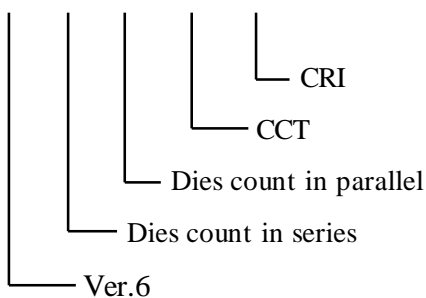 CRI
CCT
Dies count in parallel
Dies count in series
Ver.6